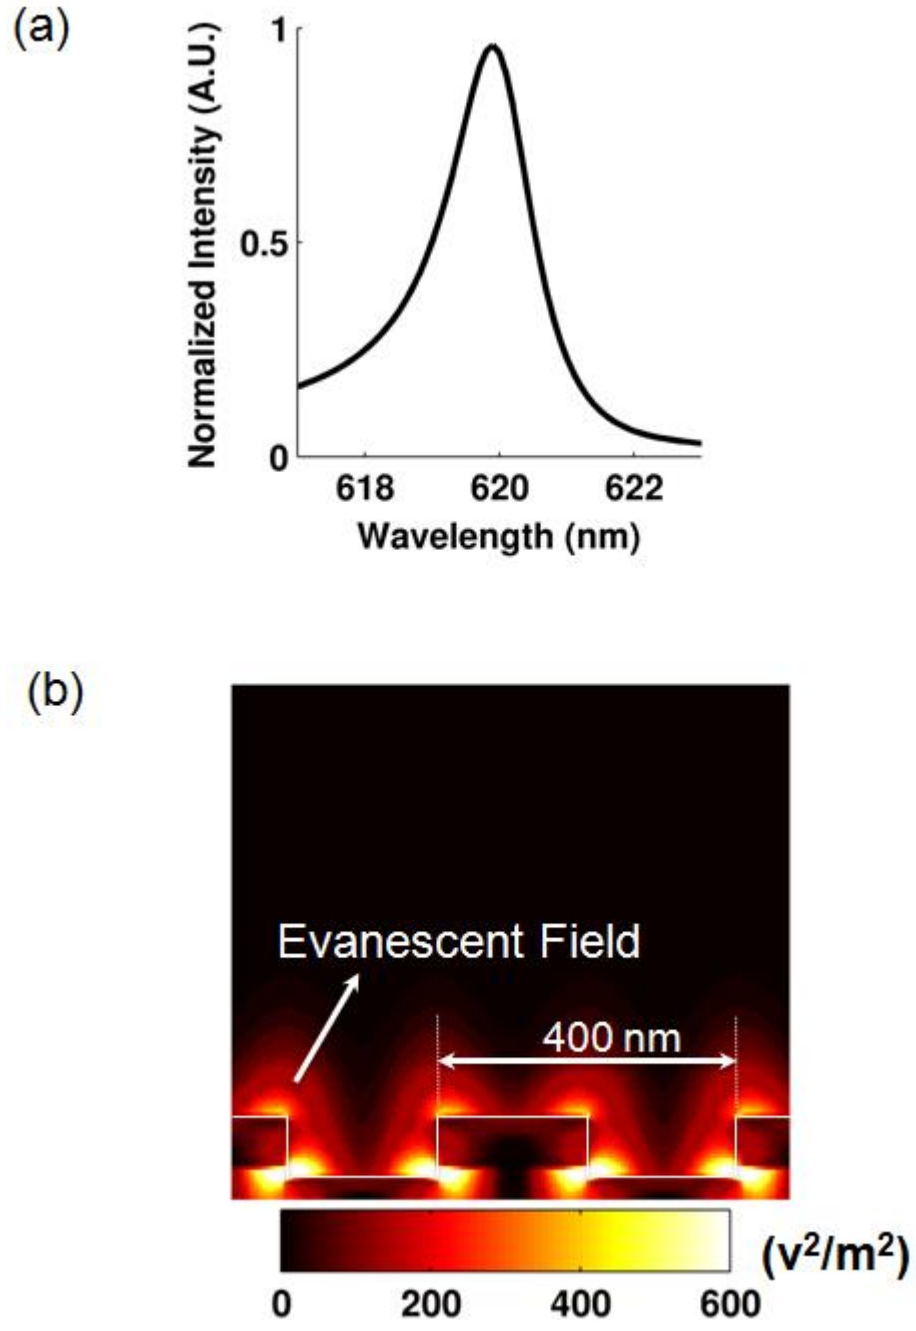 (a)
Normalized Intensity (A.U.)
1
0.5
0
618 620 622
Wavelength (nm)
(b)
Evanescent Field
400 nm
(v²/m²)
0 200 400 600